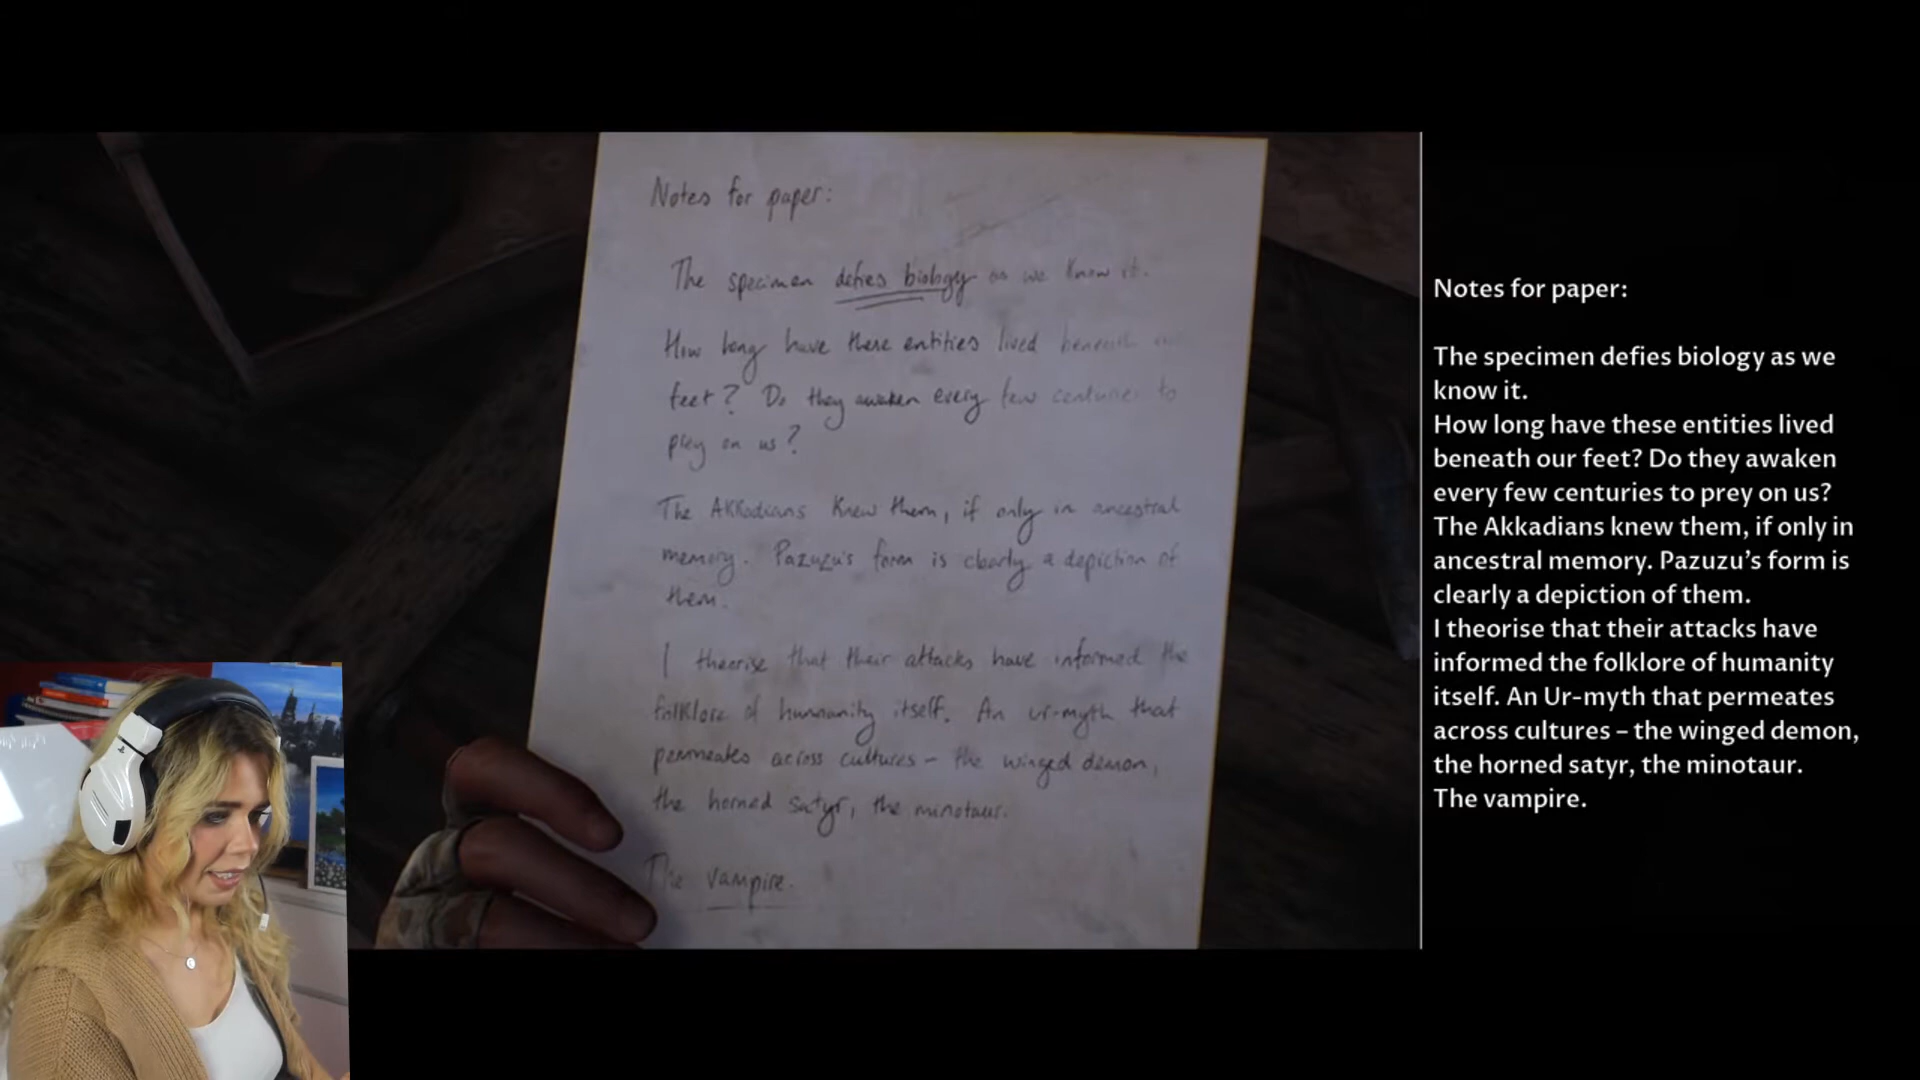 Notes for paper:
The specimen defies biology as we know it.
How long have these entities lived beneath our
feet? Do they awaken every few centuries to
prey on us?
The Akkadians knew them, if only in ancestral
memory. Pazuzu's form is clearly a depiction of
them.
I theorise that their attacks have informed the
folklore of humanity itself. An ur-myth that
permeates across cultures – the winged demon,
the horned satyr, the minotaur.
The vampire.
Notes for paper:
The specimen defies biology as we
know it.
How long have these entities lived
beneath our feet? Do they awaken
every few centuries to prey on us?
The Akkadians knew them, if only in
ancestral memory. Pazuzu’s form is
clearly a depiction of them.
I theorise that their attacks have
informed the folklore of humanity
itself. An Ur-myth that permeates
across cultures – the winged demon,
the horned satyr, the minotaur.
The vampire.